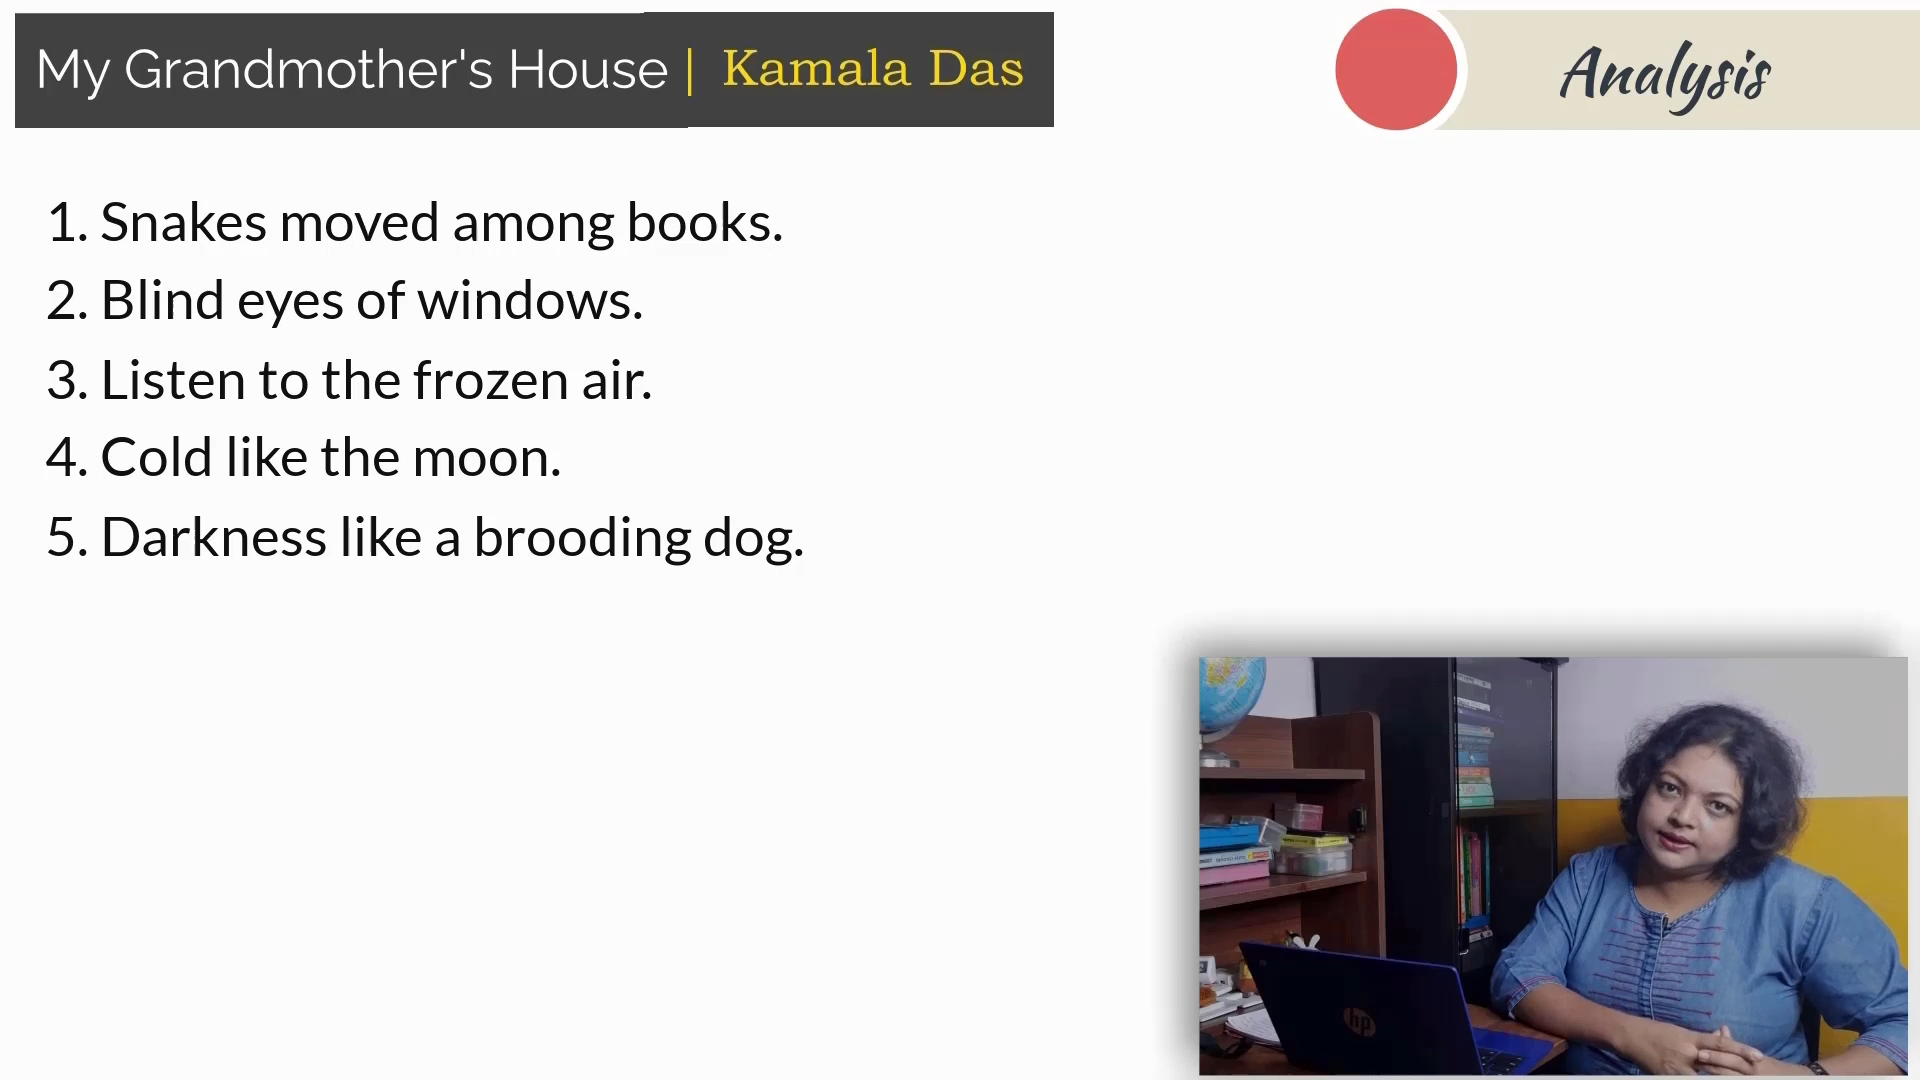 My Grandmother's House | Kamala Das
Analysis
1. Snakes moved among books.
2. Blind eyes of windows.
3. Listen to the frozen air.
4. Cold like the moon.
5. Darkness like a brooding dog.
hp